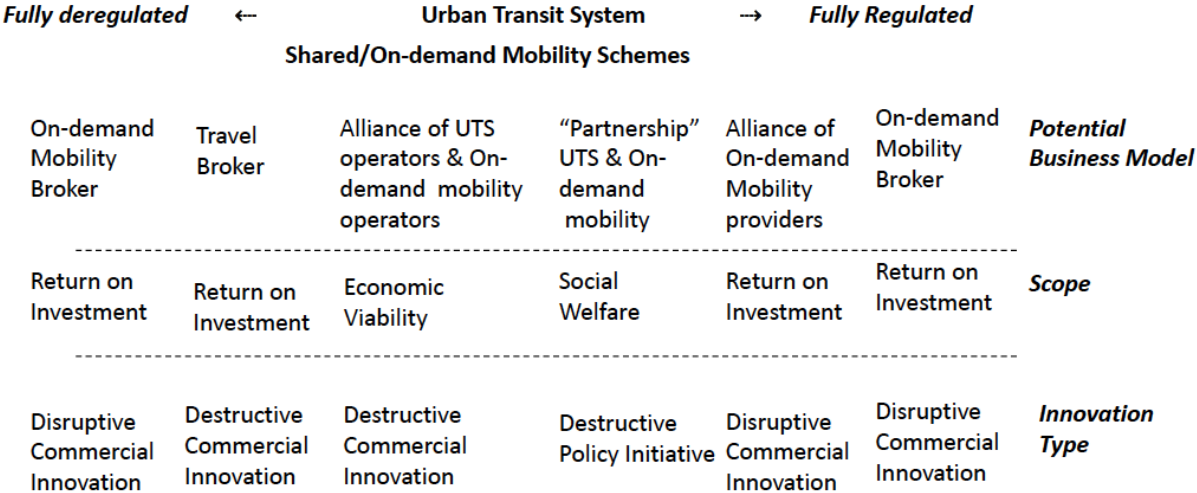 Fully deregulated ⇠ Urban Transit System ⇢ Fully Regulated
Shared/On-demand Mobility Schemes
On-demand
Mobility
Broker
Travel
Broker
Alliance of UTS
operators & On-
demand mobility
operators
“Partnership”
UTS & On-
demand
mobility
Alliance of
On-demand
Mobility
providers
On-demand
Mobility
Broker
Potential
Business Model
Return on
Investment
Return on
Investment
Economic
Viability
Social
Welfare
Return on
Investment
Return on
Investment
Scope
Disruptive
Commercial
Innovation
Destructive
Commercial
Innovation
Destructive
Commercial
Innovation
Destructive
Policy Initiative
Disruptive
Commercial
Innovation
Disruptive
Commercial
Innovation
Innovation
Type